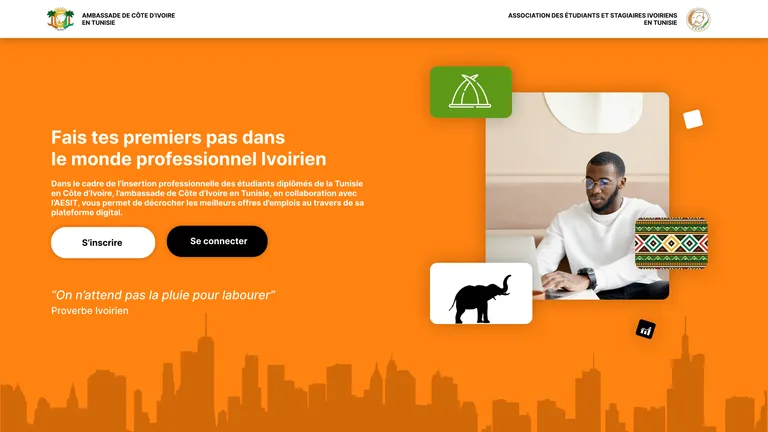 AMBASSADE DE CÔTE D'IVOIRE
EN TUNISIE
ASSOCIATION DES ÉTUDIANTS ET STAGIAIRES IVOIRIENS
EN TUNISIE
Fais tes premiers pas dans
le monde professionnel Ivoirien
Dans le cadre de l'insertion professionnelle des étudiants diplômés de la Tunisie
en Côte d'Ivoire, l'ambassade de Côte d'Ivoire en Tunisie, en collaboration avec
l'AESIT, vous permet de décrocher les meilleurs offres d'emplois au travers de sa
plateforme digital.
S'inscrire
Se connecter
“On n'attend pas la pluie pour labourer”
Proverbe Ivoirien